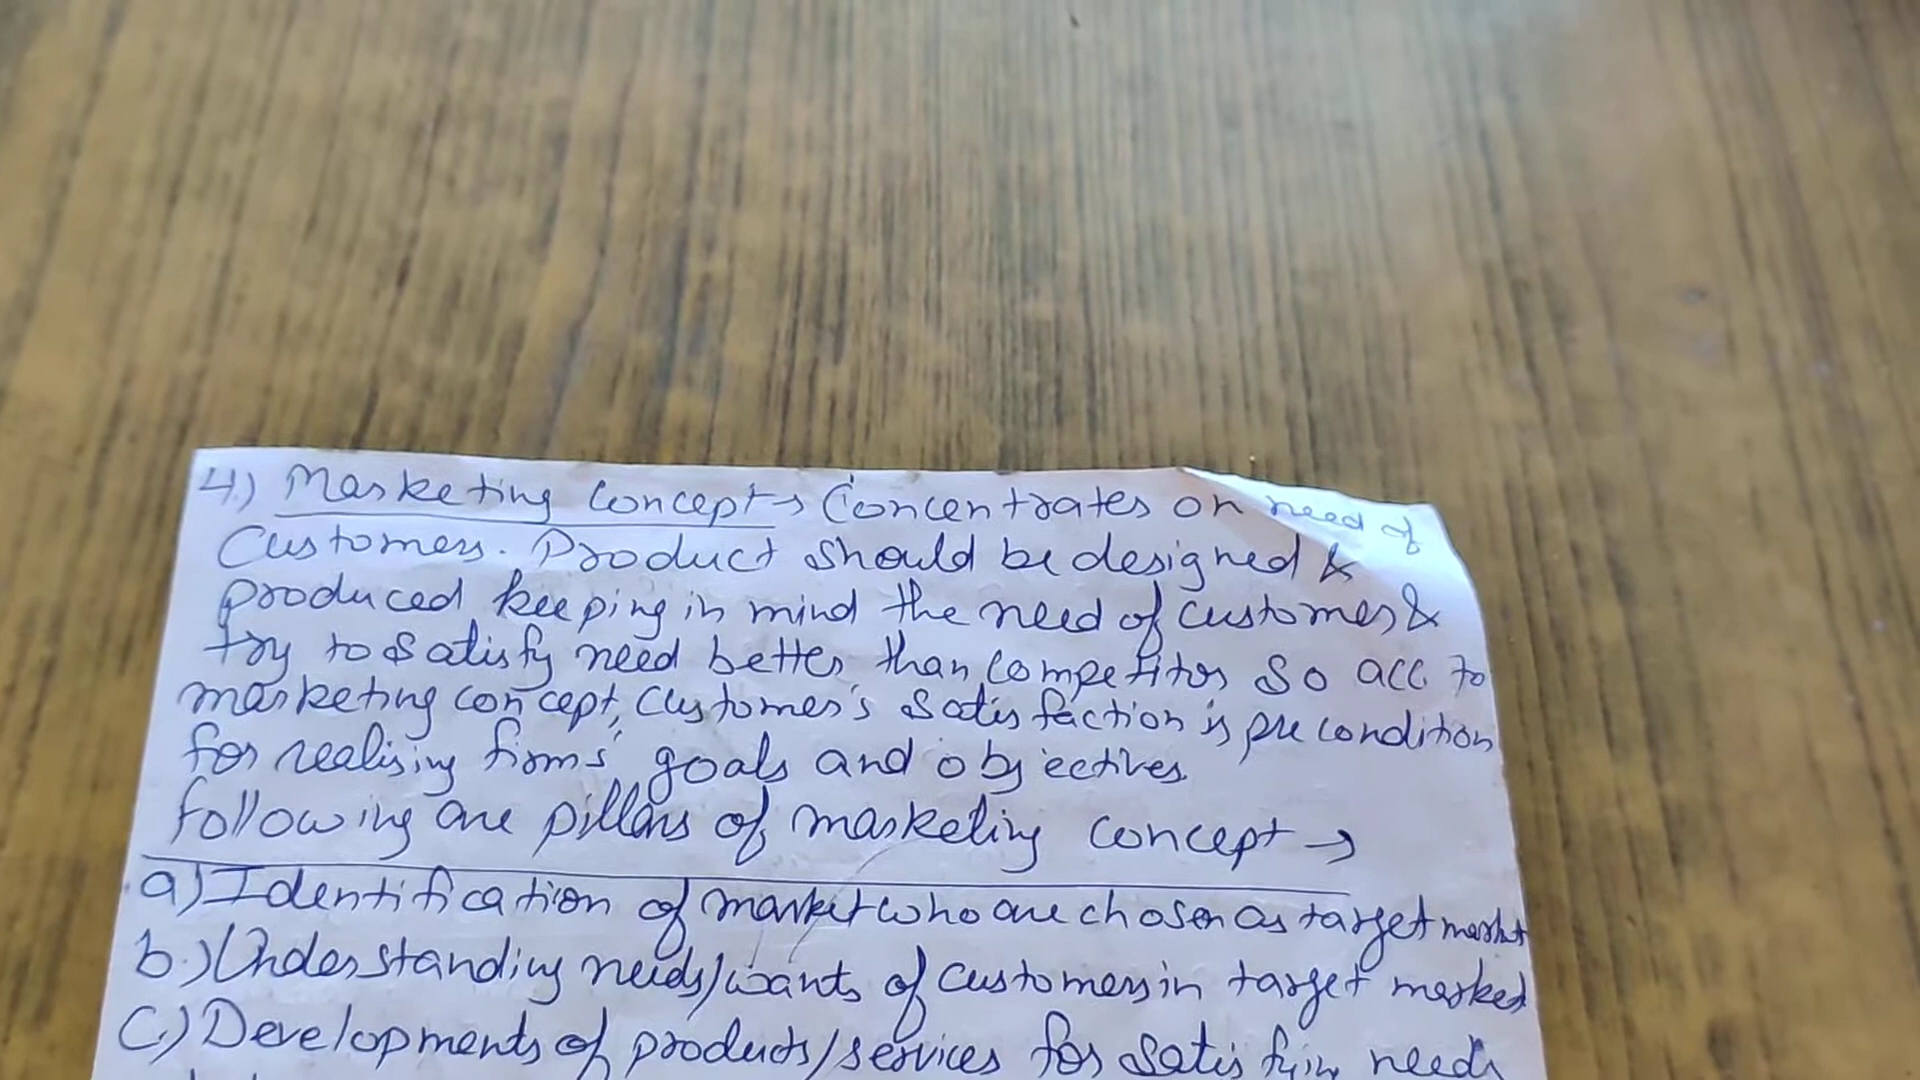 4.) Marketing Concept → Concentrates on need of
Customers. Product should be designed &
produced keeping in mind the need of customer &
try to satisfy need better than competitor So acc to
marketing concept, Customer's satisfaction is pre condition
for realising firms' goals and objectives.
Following are pillars of marketing concept →
a) Identification of market who are chosen as target market
b.) Understanding needs/wants of customers in target market
C.) Developments of products/services for satisfying needs